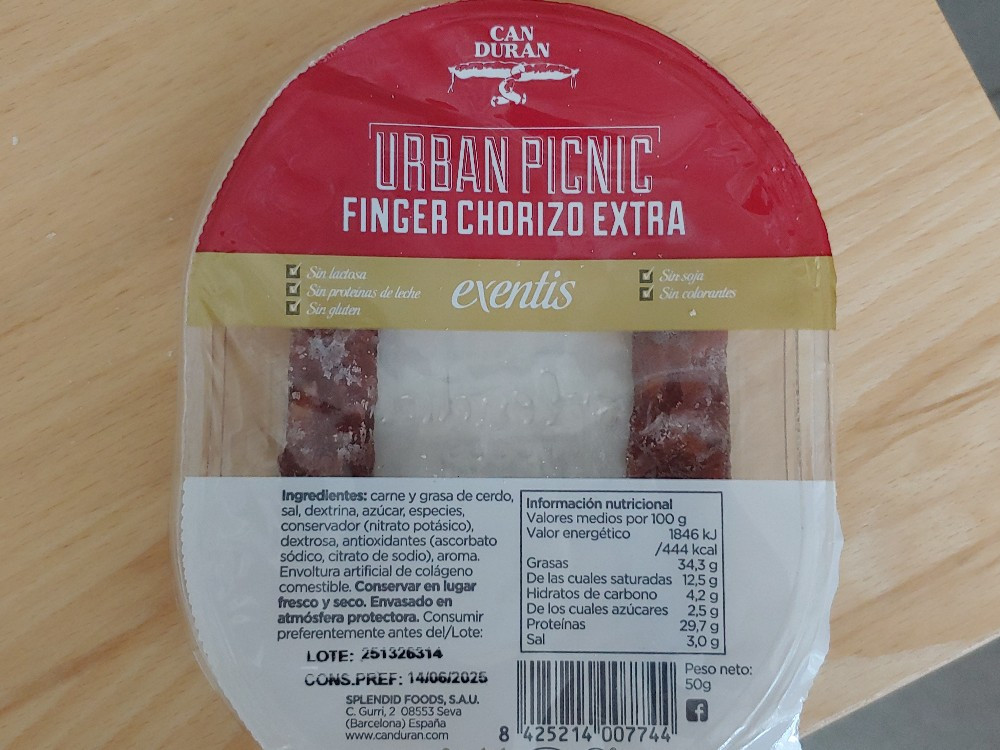 CAN
DURAN
URBAN PICNIC
FINGER CHORIZO EXTRA
Sin lactosa
Sin proteínas de leche
Sin gluten
exentis
Sin soja
Sin colorantes
Ingredientes: carne y grasa de cerdo,
sal, dextrina, azúcar, especies,
conservador (nitrato potásico),
dextrosa, antioxidantes (ascorbato
sódico, citrato de sodio), aroma.
Envoltura artificial de colágeno
comestible. Conservar en lugar
fresco y seco. Envasado en
atmósfera protectora. Consumir
preferentemente antes del/Lote:
LOTE: 251326314
CONS.PREF: 14/06/2025
SPLENDID FOODS, S.A.U.
C. Gurri, 2 08553 Seva
(Barcelona) España
www.canduran.com
Información nutricional
Valores medios por 100 g
Valor energético 1846 kJ
/444 kcal
Grasas 34,3 g
De las cuales saturadas 12,5 g
Hidratos de carbono 4,2 g
De los cuales azúcares 2,5 g
Proteínas 29,7 g
Sal 3,0 g
Peso neto:
50g
8 425214 007744